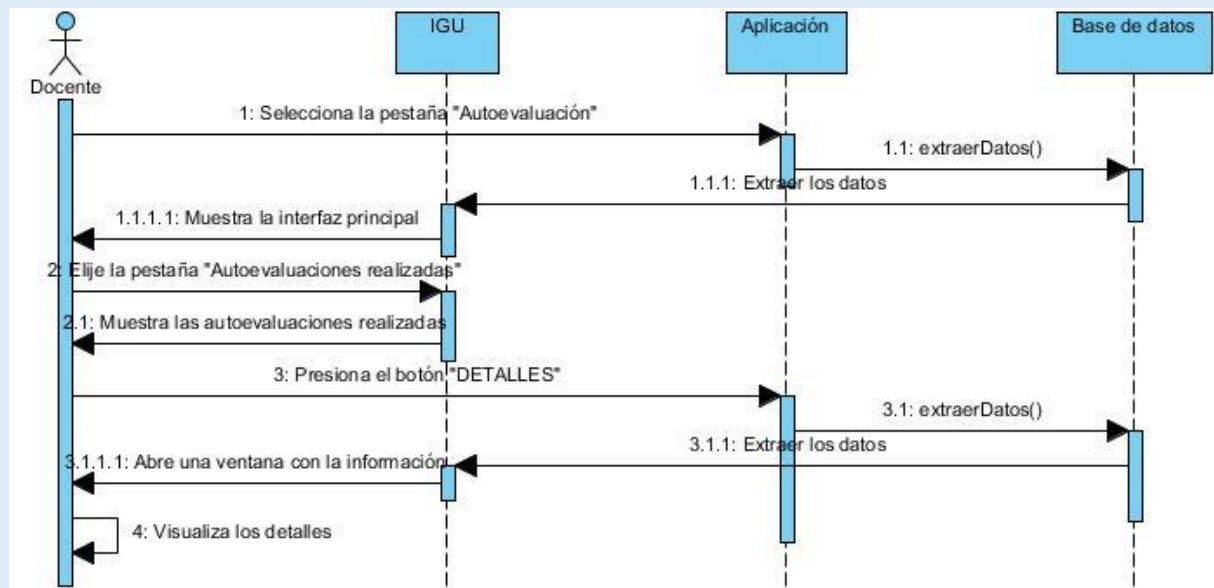 IGU
Aplicación
Base de datos
Docente
1: Selecciona la pestaña "Autoevaluación"
1.1: extraerDatos()
1.1.1: Extraer los datos
1.1.1.1: Muestra la interfaz principal
2: Elije la pestaña "Autoevaluaciones realizadas"
2.1: Muestra las autoevaluaciones realizadas
3: Presiona el botón "DETALLES"
3.1: extraerDatos()
3.1.1: Extraer los datos
3.1.1.1: Abre una ventana con la información
4: Visualiza los detalles